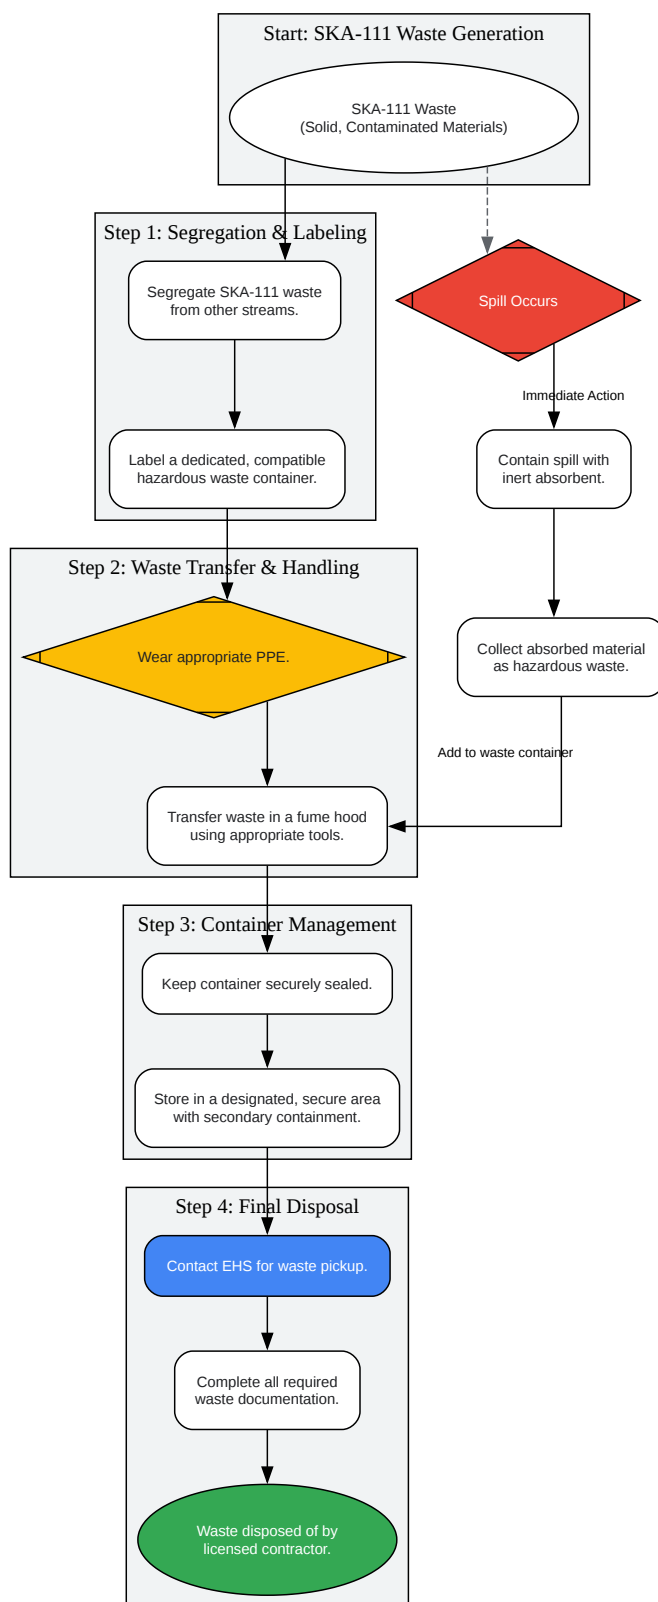 Start: SKA-111 Waste Generation
SKA-111 Waste
(Solid, Contaminated Materials)
Step 1: Segregation & Labeling
Segregate SKA-111 waste
from other streams.
Spill Occurs
Immediate Action
Label a dedicated, compatible
hazardous waste container.
Contain spill with
inert absorbent.
Step 2: Waste Transfer & Handling
Wear appropriate PPE.
Collect absorbed material
as hazardous waste.
Add to waste container
Transfer waste in a fume hood
using appropriate tools.
Step 3: Container Management
Keep container securely sealed.
Store in a designated, secure area
with secondary containment.
Step 4: Final Disposal
Contact EHS for waste pickup.
Complete all required
waste documentation.
Waste disposed of by
licensed contractor.